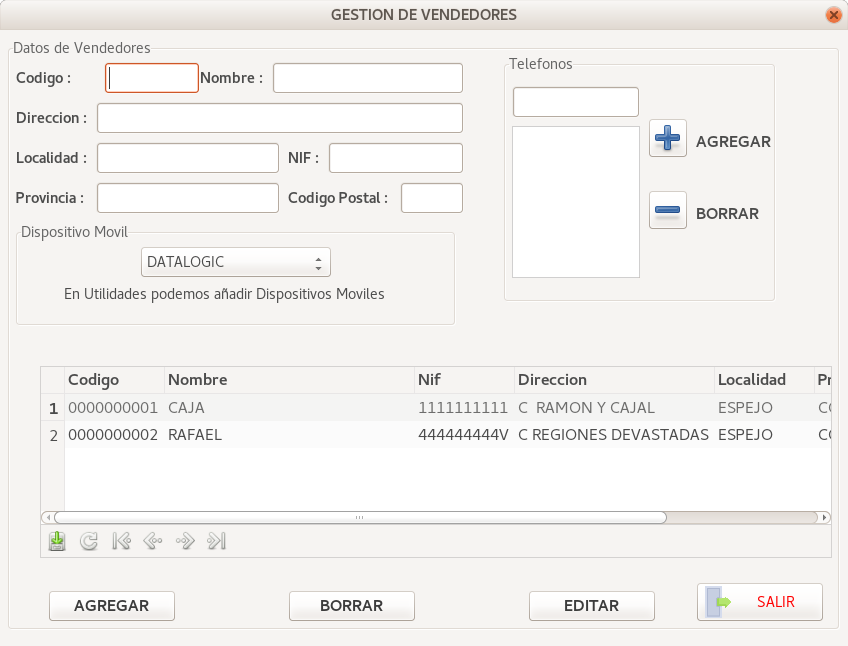 GESTION DE VENDEDORES
Datos de Vendedores
Codigo : Nombre :
Direccion :
Localidad : NIF :
Provincia : Codigo Postal :
Telefonos
AGREGAR
BORRAR
Dispositivo Movil
DATALOGIC
En Utilidades podemos añadir Dispositivos Moviles
Codigo Nombre Nif Direccion Localidad Pr
1 0000000001 CAJA 1111111111 C RAMON Y CAJAL ESPEJO CO
2 0000000002 RAFAEL 444444444V C REGIONES DEVASTADAS ESPEJO CO
AGREGAR BORRAR EDITAR SALIR